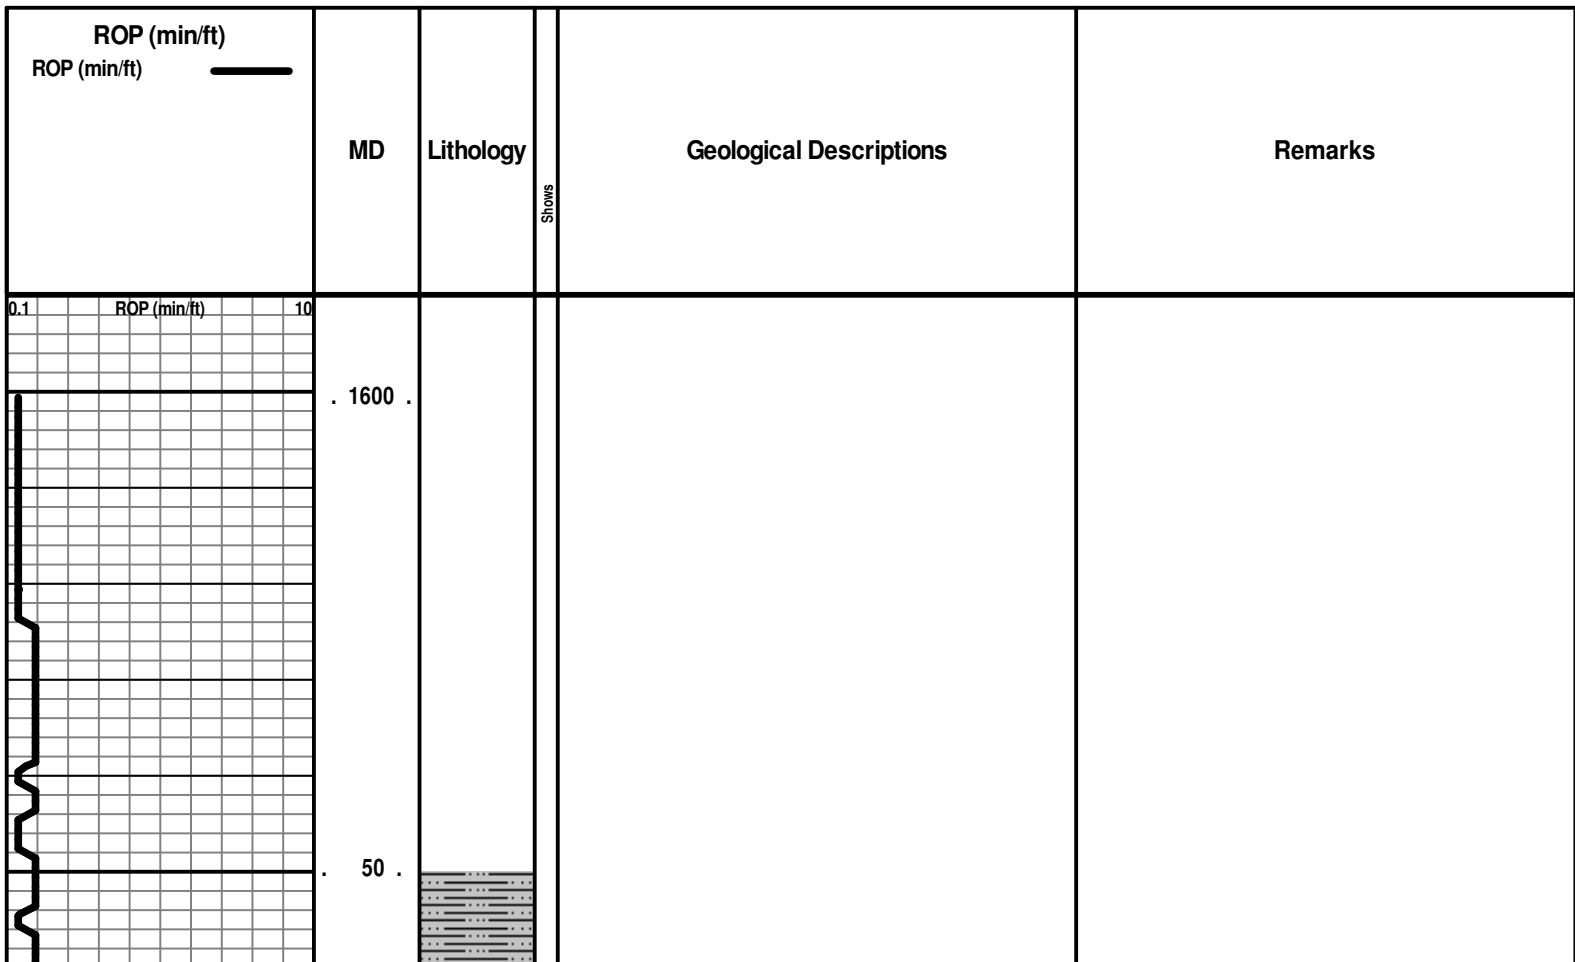 ROP (min/ft)
ROP (min/ft)
MD
Lithology
Shows
Geological Descriptions
Remarks
0.1 ROP (min/ft) 10
. 1600 .
. 50 .